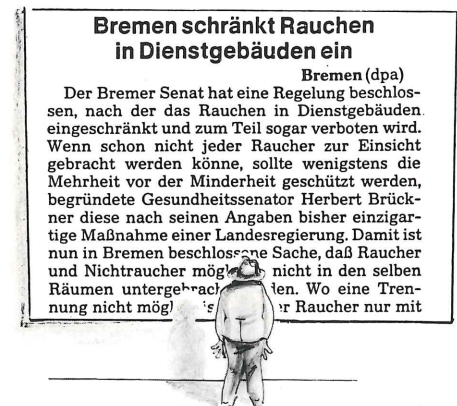 Bremen schränkt Rauchen
in Dienstgebäuden ein
Bremen (dpa)
Der Bremer Senat hat eine Regelung beschlos-
sen, nach der das Rauchen in Dienstgebäuden
eingeschränkt und zum Teil sogar verboten wird.
Wenn schon nicht jeder Raucher zur Einsicht
gebracht werden könne, sollte wenigstens die
Mehrheit vor der Minderheit geschützt werden,
begründete Gesundheitssenator Herbert Brück-
ner diese nach seinen Angaben bisher einzigar-
tige Maßnahme einer Landesregierung. Damit ist
nun in Bremen beschlossene Sache, daß Raucher
und Nichtraucher nicht in den selben
Räumen
nung nicht Raucher nur mit